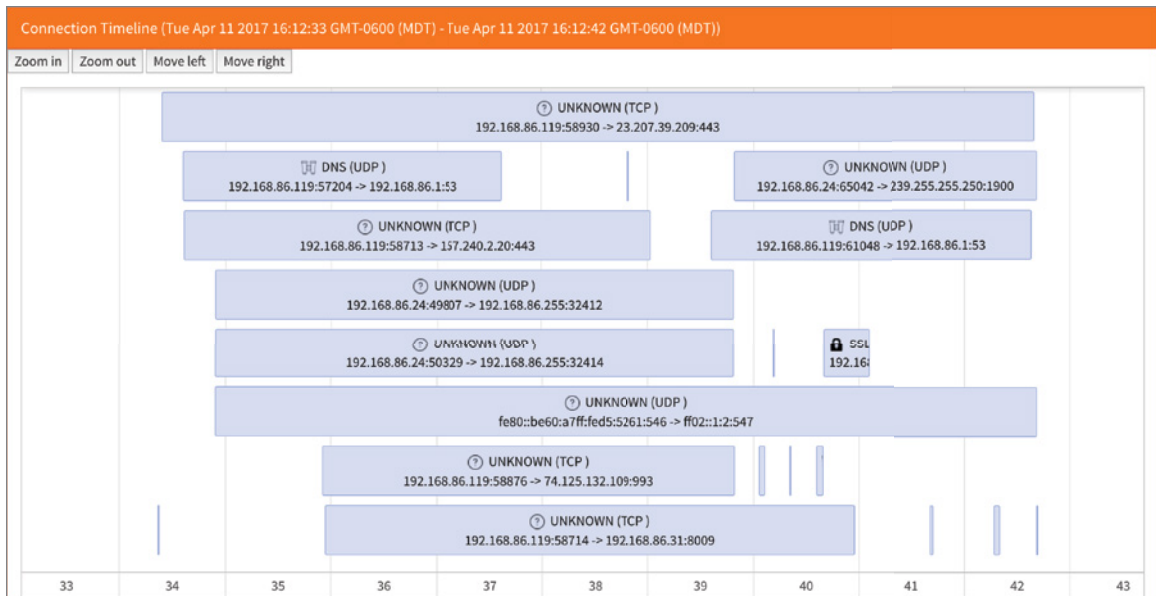 Connection Timeline (Tue Apr 11 2017 16:12:33 GMT-0600 (MDT) - Tue Apr 11 2017 16:12:42 GMT-0600 (MDT))
Zoom in Zoom out Move left Move right
UNKNOWN (TCP )
192.168.86.119:58930 -> 23.207.39.209:443
DNS (UDP )
192.168.86.119:57204 -> 192.168.86.1:53
UNKNOWN (UDP )
192.168.86.24:65042 -> 239.255.255.250:1900
UNKNOWN (TCP )
192.168.86.119:58713 -> 157.240.2.20:443
DNS (UDP )
192.168.86.119:61048 -> 192.168.86.1:53
UNKNOWN (UDP )
192.168.86.24:49807 -> 192.168.86.255:32412
UNKNOWN (UDP )
192.168.86.24:50329 -> 192.168.86.255:32414
SSL
192.168
UNKNOWN (UDP )
fe80::be60:a7ff:fed5:5261:546 -> ff02::1:2:547
UNKNOWN (TCP )
192.168.86.119:58876 -> 74.125.132.109:993
UNKNOWN (TCP )
192.168.86.119:58714 -> 192.168.86.31:8009
33 34 35 36 37 38 39 40 41 42 43